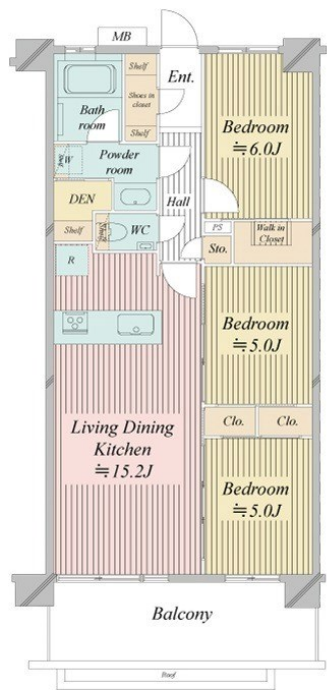 MB
Shelf
Shoes in
closet
Shelf
Ent.
Bath
room
W
Powder
room
Bedroom
≒6.0J
DEN
Hall
Shelf
Shelf
WC
PS
Sto.
Walk in
Closet
R
Bedroom
≒5.0J
Clo.
Clo.
Living Dining
Kitchen
≒15.2J
Bedroom
≒5.0J
Balcony
Roof